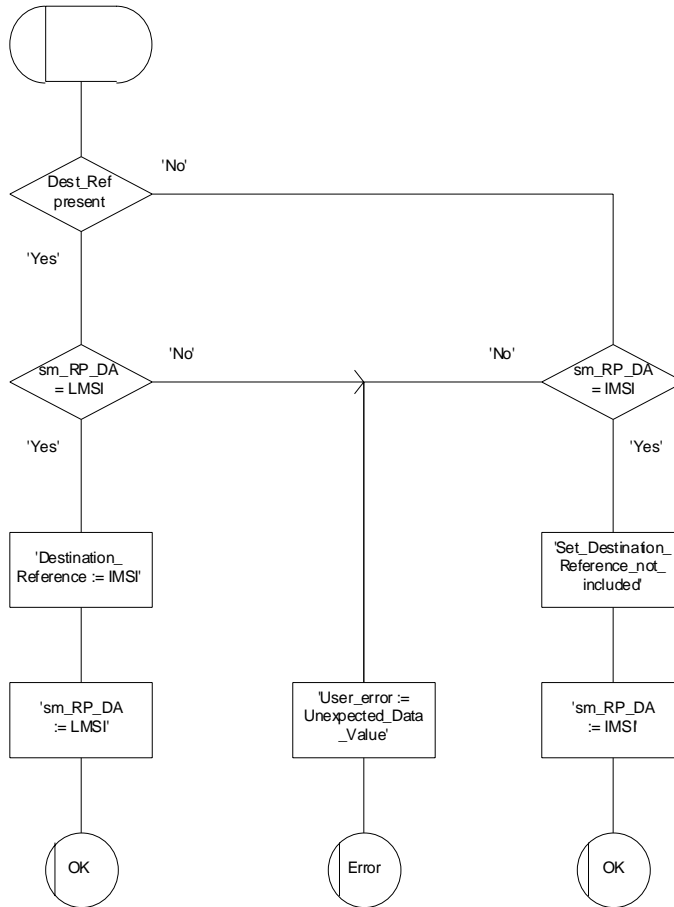 'No'
Dest_Ref
present
'Yes'
'No'
'No'
sm_RP_DA
= LMSI
sm_RP_DA
= IMSI
'Yes'
'Yes'
'Destination_
Reference := IMSI'
'Set_Destination_
Reference_not_
included'
'sm_RP_DA
:= LMSI'
'User_error :=
Unexpected_Data
_Value'
'sm_RP_DA
:= IMSI'
OK
Error
OK